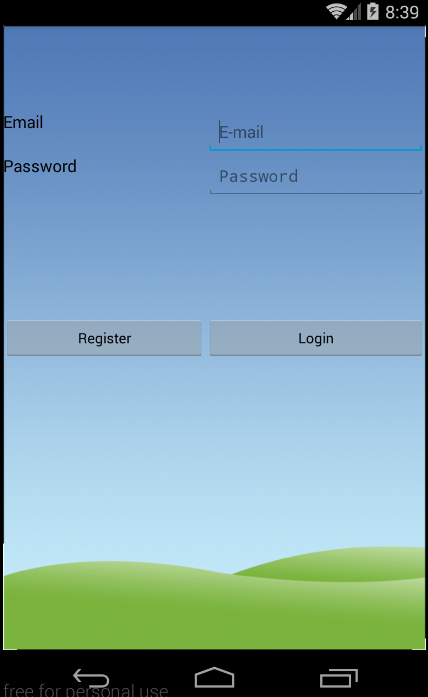 8:39
Email
E-mail
Password
Password
Register
Login
free for personal use